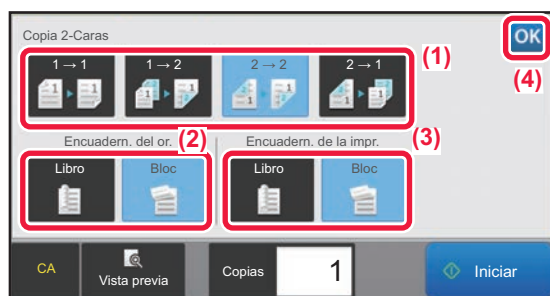 Copia 2-Caras
OK
1 → 1
1 → 2
2 → 2
2 → 1
(1)
(4)
Encuadern. del or.
(2)
Encuadern. de la impr.
(3)
Libro
Bloc
Libro
Bloc
CA
Vista previa
Copias
1
Iniciar